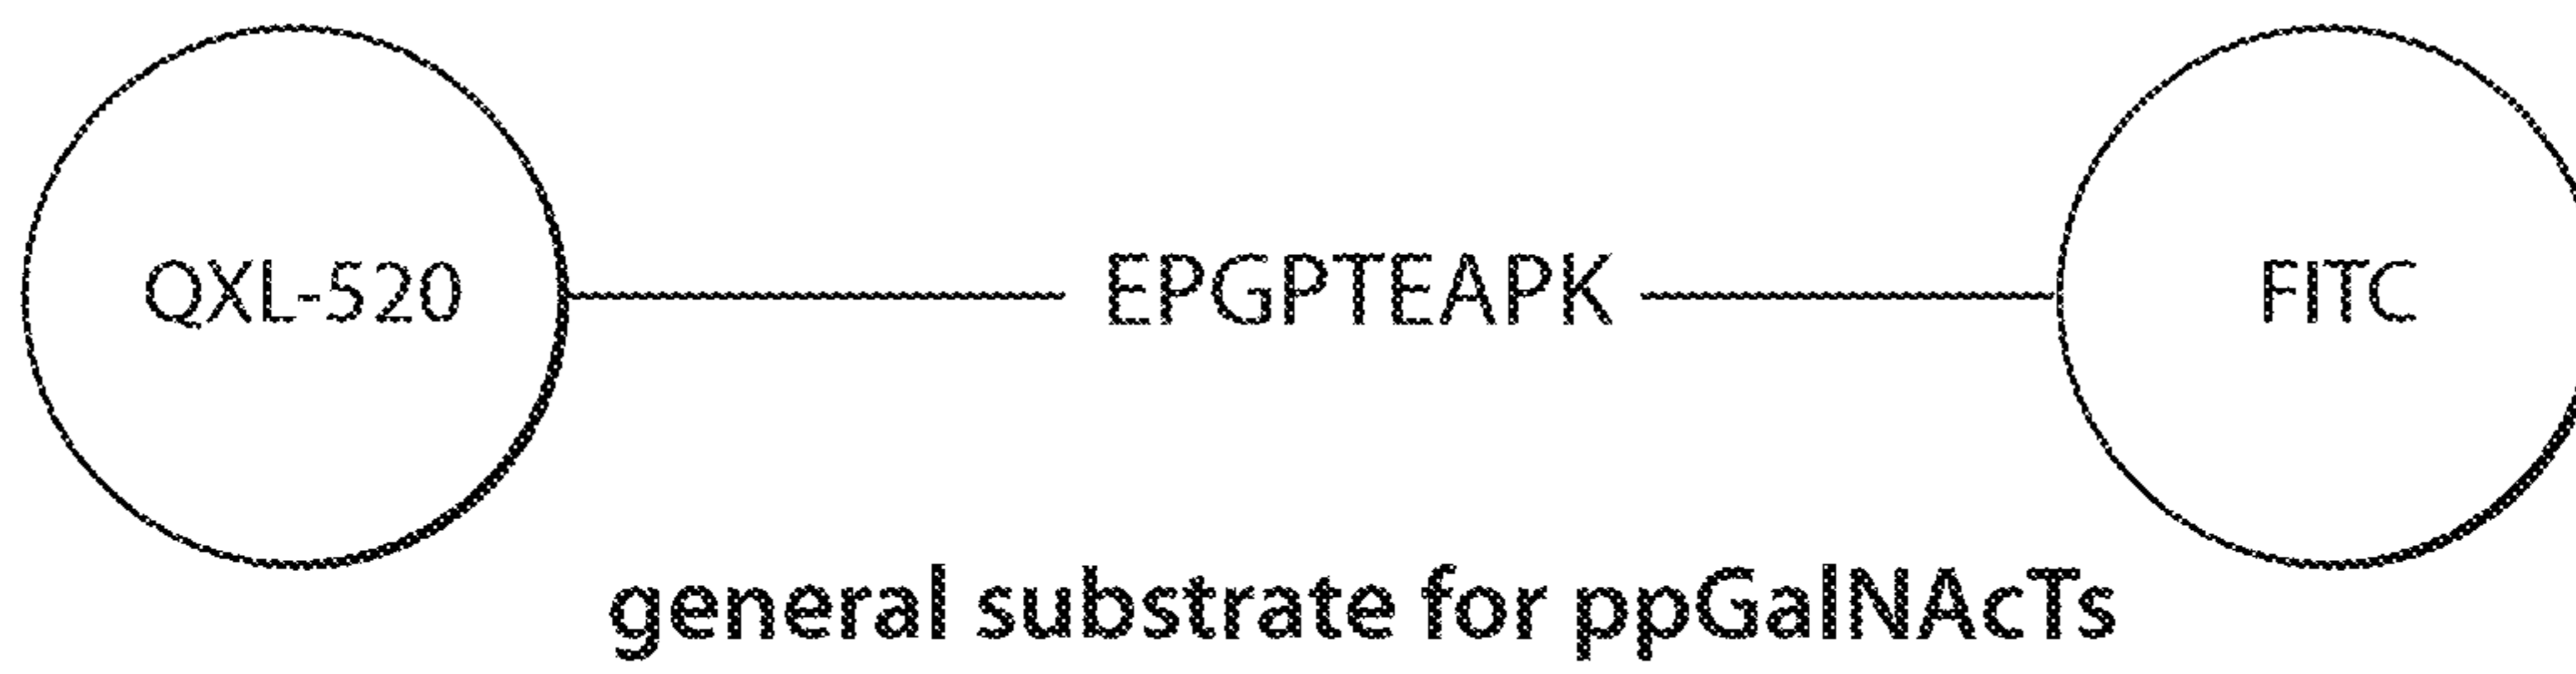 QXL-520 EPGPTEAPK FITC
general substrate for ppGalNAcTs